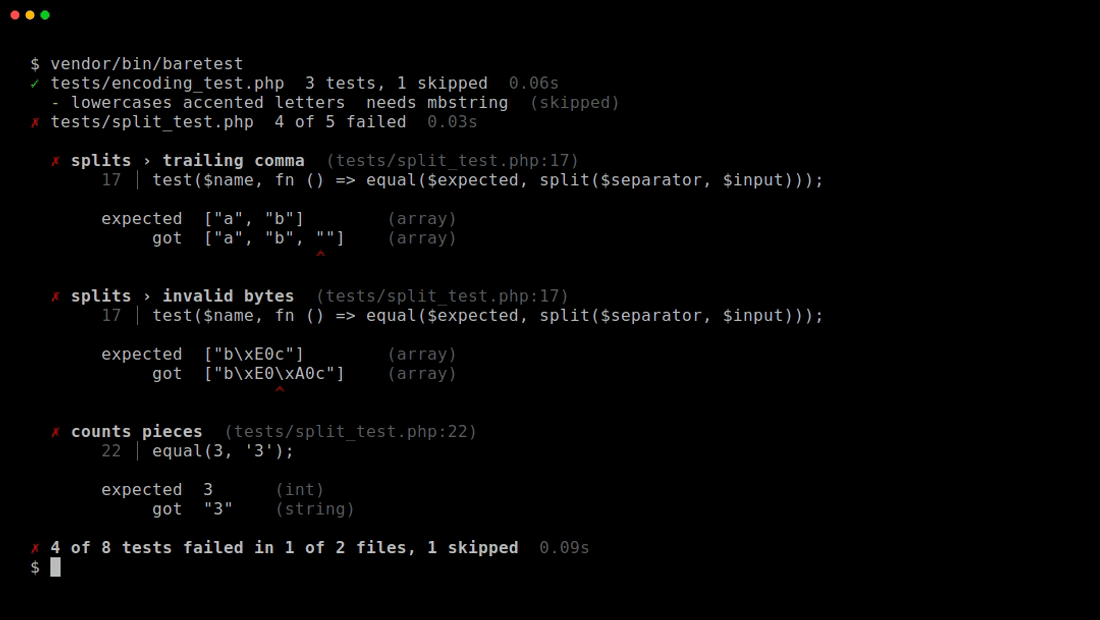 $ vendor/bin/baretest
✓ tests/encoding_test.php  3 tests, 1 skipped  0.06s
  - lowercases accented letters  needs mbstring  (skipped)
✗ tests/split_test.php  4 of 5 failed  0.03s
✗ splits › trailing comma  (tests/split_test.php:17)
17 │ test($name, fn () => equal($expected, split($separator, $input)));
expected  ["a", "b"]        (array)
got  ["a", "b", ""]    (array)
^
✗ splits › invalid bytes  (tests/split_test.php:17)
17 │ test($name, fn () => equal($expected, split($separator, $input)));
expected  ["b\xE0c"]        (array)
got  ["b\xE0\xA0c"]    (array)
^
✗ counts pieces  (tests/split_test.php:22)
22 │ equal(3, '3');
expected  3      (int)
got  "3"    (string)
✗ 4 of 8 tests failed in 1 of 2 files, 1 skipped  0.09s
$